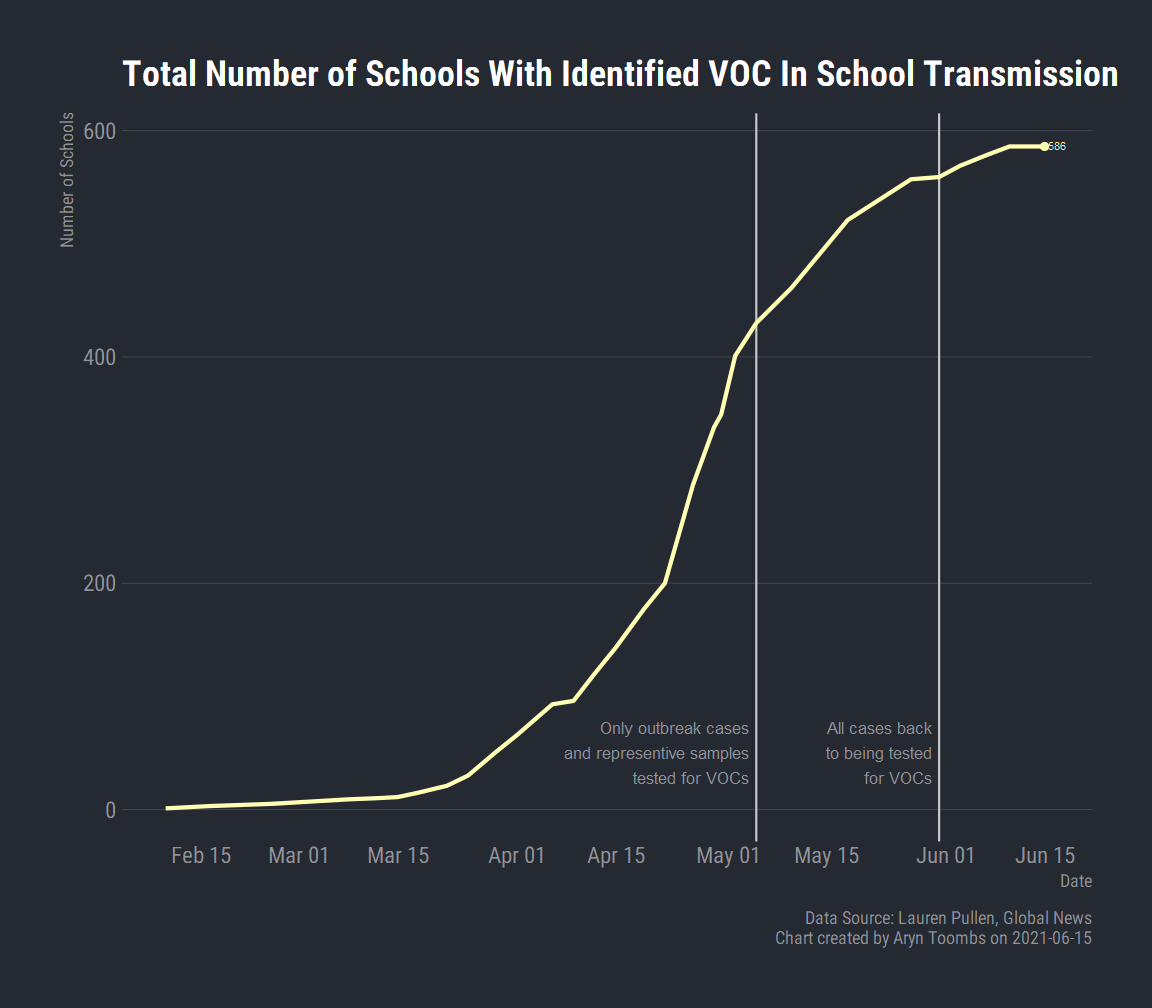 Total Number of Schools With Identified VOC In School Transmission
Number of Schools
600
400
200
0
586
Only outbreak cases
and representive samples
tested for VOCs
All cases back
to being tested
for VOCs
Feb 15
Mar 01
Mar 15
Apr 01
Apr 15
May 01
May 15
Jun 01
Jun 15
Date
Data Source: Lauren Pullen, Global News
Chart created by Aryn Toombs on 2021-06-15